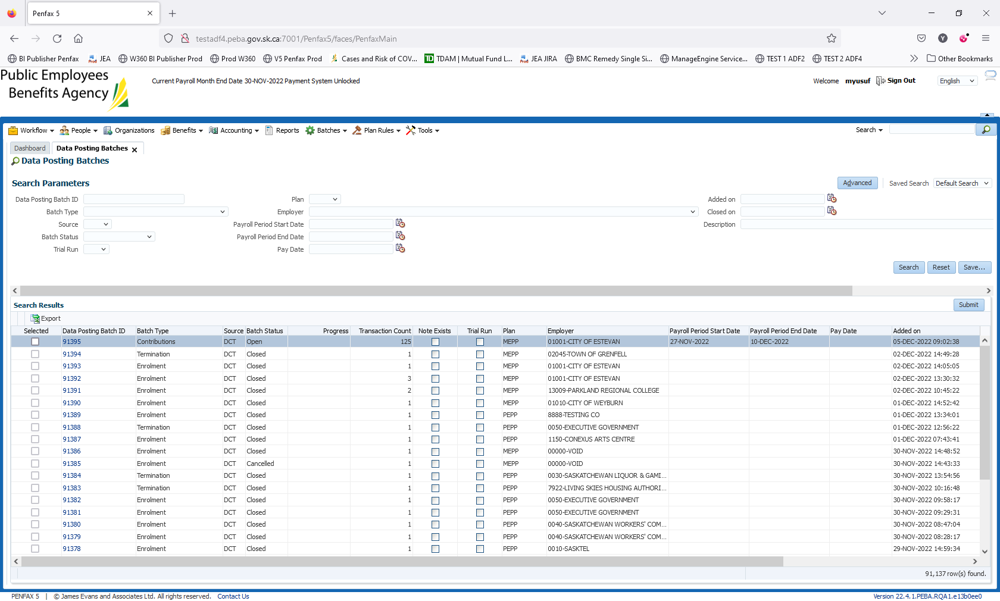 Penfax 5
testadf4.peba.gov.sk.ca:7001/Penfax5/faces/PenfaxMain
BI Publisher Penfax JEA W360 BI Publisher Prod Prod W360 V5 Penfax Prod Cases and Risk of COV... TD TDAM | Mutual Fund L... JEA JIRA BMC Remedy Single Si... ManageEngine Service... TEST 1 ADF2 TEST 2 ADF4 Other Bookmarks
Public Employees
Benefits Agency
Current Payroll Month End Date 30-NOV-2022 Payment System Unlocked
Welcome myusuf Sign Out English
Workflow People Organizations Benefits Accounting Reports Batches Plan Rules Tools Search
Dashboard Data Posting Batches
Data Posting Batches
Search Parameters Advanced Saved Search Default Search
Data Posting Batch ID Plan Added on
Batch Type Employer Closed on
Source Payroll Period Start Date Description
Batch Status Payroll Period End Date
Trial Run Pay Date
Search Reset Save...
Search Results Submit
Export
Selected Data Posting Batch ID Batch Type Source Batch Status Progress Transaction Count Note Exists Trial Run Plan Employer Payroll Period Start Date Payroll Period End Date Pay Date Added on
91395 Contributions DCT Open 125 MEPP 01001-CITY OF ESTEVAN 27-NOV-2022 10-DEC-2022 05-DEC-2022 09:02:38
91394 Termination DCT Closed 1 MEPP 02045-TOWN OF GRENFELL 02-DEC-2022 14:49:28
91393 Enrolment DCT Closed 1 MEPP 01001-CITY OF ESTEVAN 02-DEC-2022 14:05:05
91392 Enrolment DCT Closed 3 MEPP 01001-CITY OF ESTEVAN 02-DEC-2022 13:30:32
91391 Enrolment DCT Closed 2 MEPP 13009-PARKLAND REGIONAL COLLEGE 02-DEC-2022 10:45:22
91390 Enrolment DCT Closed 1 MEPP 01010-CITY OF WEYBURN 01-DEC-2022 14:52:42
91389 Enrolment DCT Closed 1 PEPP 8888-TESTING CO 01-DEC-2022 13:34:01
91388 Termination DCT Closed 1 PEPP 0050-EXECUTIVE GOVERNMENT 01-DEC-2022 12:56:22
91387 Enrolment DCT Closed 1 PEPP 1150-CONEXUS ARTS CENTRE 01-DEC-2022 07:43:41
91386 Enrolment DCT Closed 1 MEPP 00000-VOID 30-NOV-2022 14:48:52
91385 Enrolment DCT Cancelled 1 MEPP 00000-VOID 30-NOV-2022 14:43:33
91384 Termination DCT Closed 1 PEPP 0030-SASKATCHEWAN LIQUOR & GAMI... 30-NOV-2022 13:54:56
91383 Termination DCT Closed 1 PEPP 7922-LIVING SKIES HOUSING AUTHORI... 30-NOV-2022 10:16:48
91382 Enrolment DCT Closed 1 PEPP 0050-EXECUTIVE GOVERNMENT 30-NOV-2022 09:58:17
91381 Enrolment DCT Closed 1 PEPP 0050-EXECUTIVE GOVERNMENT 30-NOV-2022 09:29:31
91380 Enrolment DCT Closed 1 PEPP 0040-SASKATCHEWAN WORKERS' COM... 30-NOV-2022 08:47:04
91379 Enrolment DCT Closed 1 PEPP 0040-SASKATCHEWAN WORKERS' COM... 30-NOV-2022 08:28:17
91378 Enrolment DCT Closed 1 PEPP 0010-SASKTEL 29-NOV-2022 14:59:34
91,137 row(s) found.
PENFAX 5 | © James Evans and Associates Ltd. All rights reserved. Contact Us Version 22.4.1.PEBA.RQA1.e13b0ee0